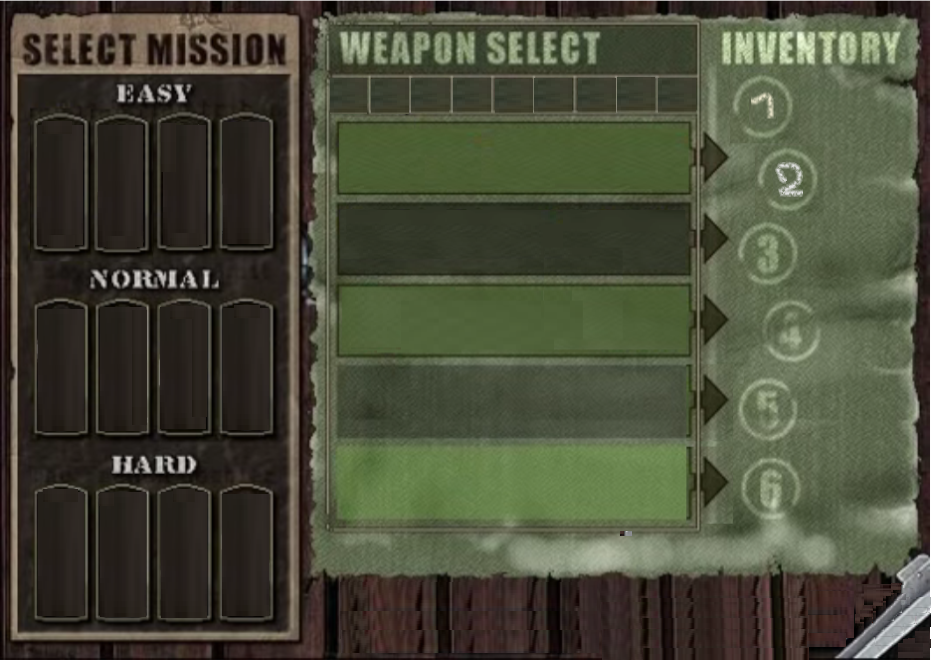 SELECT MISSION
EASY
NORMAL
HARD
WEAPON SELECT
INVENTORY
1
2
3
4
5
6